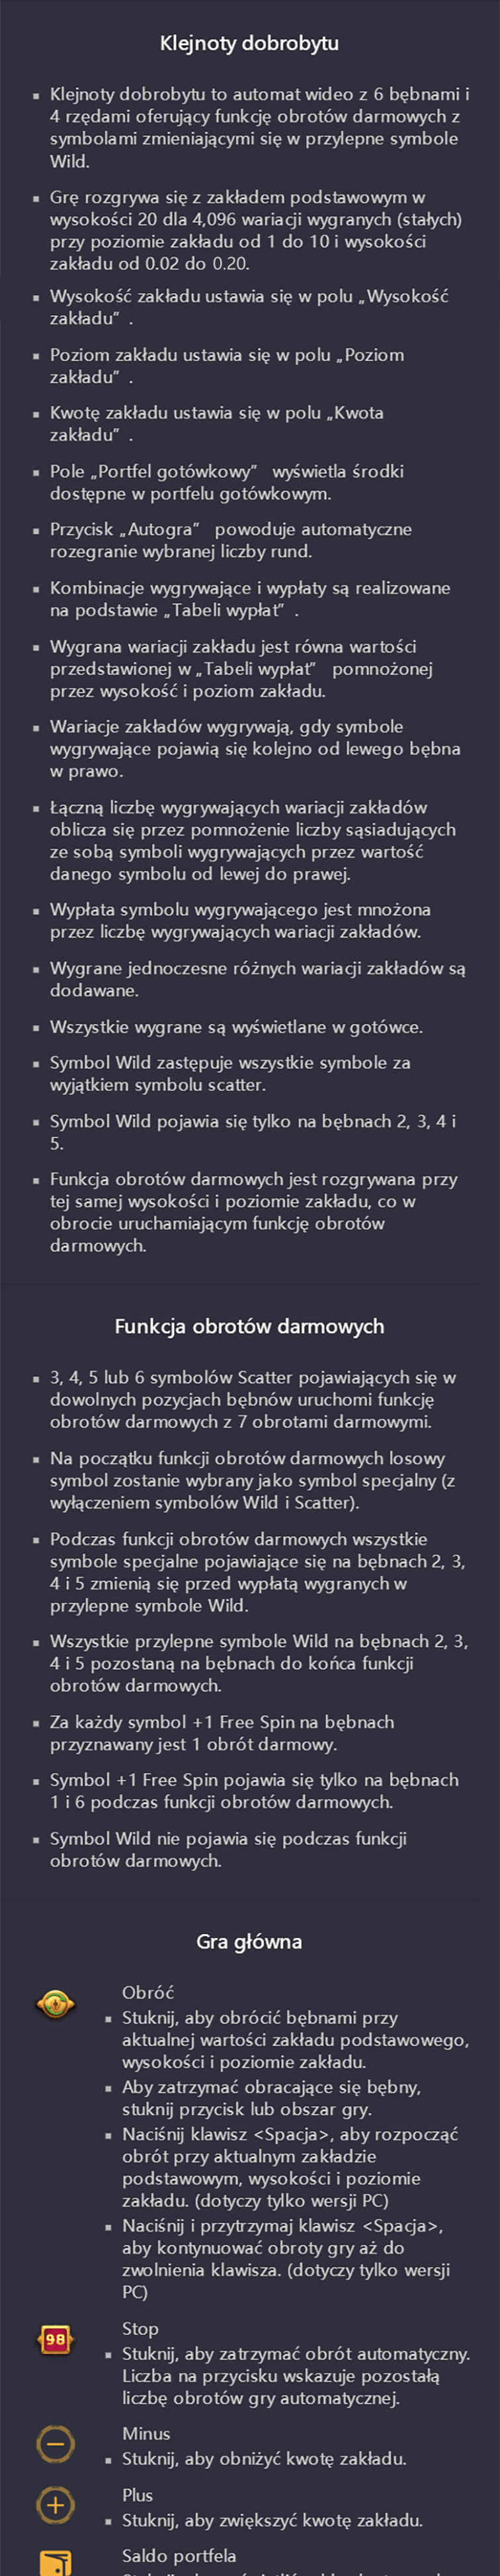 Klejnoty dobrobytu
▪ Klejnoty dobrobytu to automat wideo z 6 bębnami i
4 rzędami oferujący funkcję obrotów darmowych z
symbolami zmieniającymi się w przylepne symbole
Wild.
▪ Grę rozgrywa się z zakładem podstawowym w
wysokości 20 dla 4,096 wariacji wygranych (stałych)
przy poziomie zakładu od 1 do 10 i wysokości
zakładu od 0.02 do 0.20.
▪ Wysokość zakładu ustawia się w polu „Wysokość
zakładu” .
▪ Poziom zakładu ustawia się w polu „Poziom
zakładu” .
▪ Kwotę zakładu ustawia się w polu „Kwota
zakładu” .
▪ Pole „Portfel gotówkowy” wyświetla środki
dostępne w portfelu gotówkowym.
▪ Przycisk „Autogra” powoduje automatyczne
rozegranie wybranej liczby rund.
▪ Kombinacje wygrywające i wypłaty są realizowane
na podstawie „Tabeli wypłat” .
▪ Wygrana wariacji zakładu jest równa wartości
przedstawionej w „Tabeli wypłat” pomnożonej
przez wysokość i poziom zakładu.
▪ Wariacje zakładów wygrywają, gdy symbole
wygrywające pojawią się kolejno od lewego bębna
w prawo.
▪ Łączną liczbę wygrywających wariacji zakładów
oblicza się przez pomnożenie liczby sąsiadujących
ze sobą symboli wygrywających przez wartość
danego symbolu od lewej do prawej.
▪ Wypłata symbolu wygrywającego jest mnożona
przez liczbę wygrywających wariacji zakładów.
▪ Wygrane jednoczesne różnych wariacji zakładów są
dodawane.
▪ Wszystkie wygrane są wyświetlane w gotówce.
▪ Symbol Wild zastępuje wszystkie symbole za
wyjątkiem symbolu scatter.
▪ Symbol Wild pojawia się tylko na bębnach 2, 3, 4 i
5.
▪ Funkcja obrotów darmowych jest rozgrywana przy
tej samej wysokości i poziomie zakładu, co w
obrocie uruchamiającym funkcję obrotów
darmowych.
Funkcja obrotów darmowych
▪ 3, 4, 5 lub 6 symbolów Scatter pojawiających się w
dowolnych pozycjach bębnów uruchomi funkcję
obrotów darmowych z 7 obrotami darmowymi.
▪ Na początku funkcji obrotów darmowych losowy
symbol zostanie wybrany jako symbol specjalny (z
wyłączeniem symbolów Wild i Scatter).
▪ Podczas funkcji obrotów darmowych wszystkie
symbole specjalne pojawiające się na bębnach 2, 3,
4 i 5 zmienią się przed wypłatą wygranych w
przylepne symbole Wild.
▪ Wszystkie przylepne symbole Wild na bębnach 2, 3,
4 i 5 pozostaną na bębnach do końca funkcji
obrotów darmowych.
▪ Za każdy symbol +1 Free Spin na bębnach
przyznawany jest 1 obrót darmowy.
▪ Symbol +1 Free Spin pojawia się tylko na bębnach
1 i 6 podczas funkcji obrotów darmowych.
▪ Symbol Wild nie pojawia się podczas funkcji
obrotów darmowych.
Gra główna
Obróć
▪ Stuknij, aby obrócić bębnami przy
aktualnej wartości zakładu podstawowego,
wysokości i poziomie zakładu.
▪ Aby zatrzymać obracające się bębny,
stuknij przycisk lub obszar gry.
▪ Naciśnij klawisz <Spacja>, aby rozpocząć
obrót przy aktualnym zakładzie
podstawowym, wysokości i poziomie
zakładu. (dotyczy tylko wersji PC)
▪ Naciśnij i przytrzymaj klawisz <Spacja>,
aby kontynuować obroty gry aż do
zwolnienia klawisza. (dotyczy tylko wersji
PC)
98
Stop
▪ Stuknij, aby zatrzymać obrót automatyczny.
Liczba na przycisku wskazuje pozostałą
liczbę obrotów gry automatycznej.
Minus
▪ Stuknij, aby obniżyć kwotę zakładu.
Plus
▪ Stuknij, aby zwiększyć kwotę zakładu.
Saldo portfela